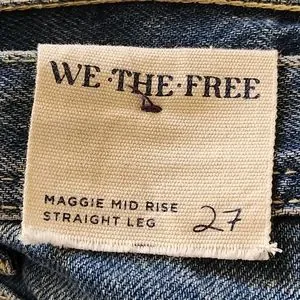 WE·THE·FREE
MAGGIE MID RISE
STRAIGHT LEG 27